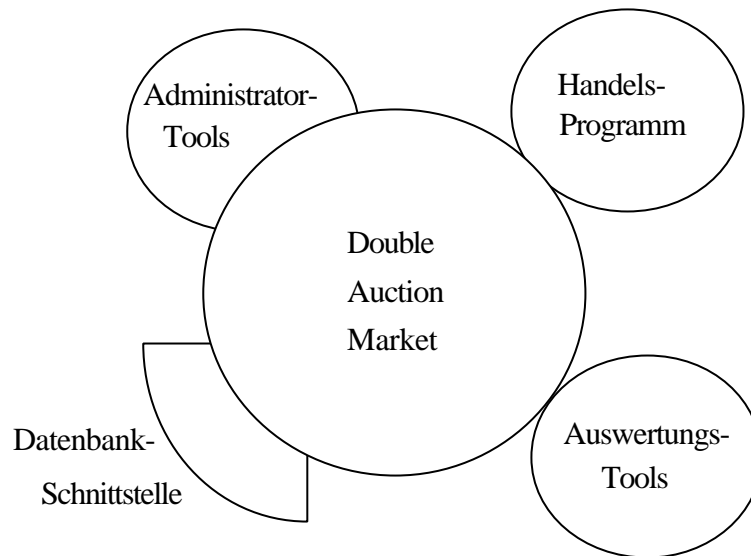 Administrator-
Tools
Handels-
Programm
Double
Auction
Market
Datenbank-
Schnittstelle
Auswertungs-
Tools